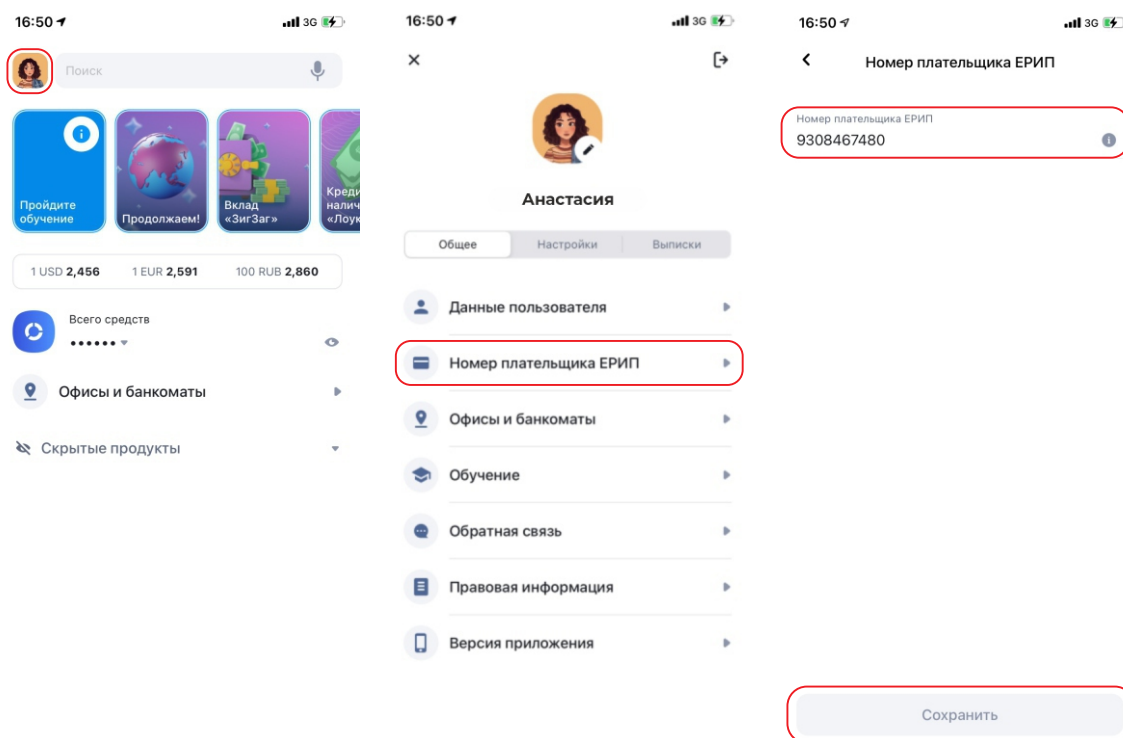 16:50
3G
Поиск
Пройдите
обучение
Продолжаем!
Вклад
«ЗигЗаг»
1 USD 2,456 1 EUR 2,591 100 RUB 2,860
Всего средств
Офисы и банкоматы
Скрытые продукты
16:50
3G
Анастасия
Общее Настройки Выписки
Данные пользователя
Номер плательщика ЕРИП
Офисы и банкоматы
Обучение
Обратная связь
Правовая информация
Версия приложения
16:50
3G
Номер плательщика ЕРИП
Номер плательщика ЕРИП
9308467480
Сохранить